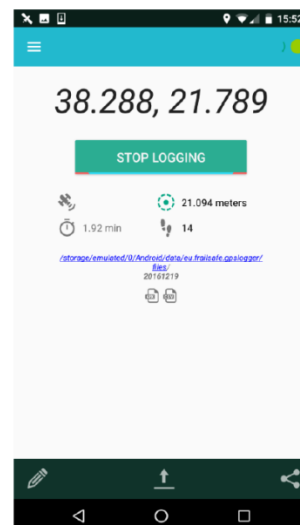 15:52
38.288, 21.789
STOP LOGGING
21.094 meters
1.92 min
14
/storage/emulated/0/Android/data/eu.frailsafe.gpslogger/
files/
20161219